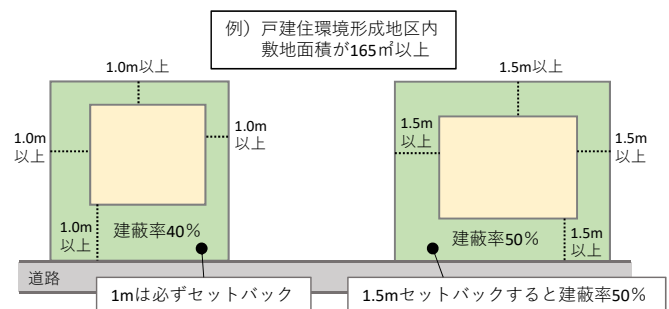 例）戸建住環境形成地区内
敷地面積が165㎡以上
1.0m以上
1.0m
以上
1.0m
以上
1.0m
以上
建蔽率40％
1.5m以上
1.5m
以上
1.5m
以上
1.5m
以上
建蔽率50％
道路
1mは必ずセットバック
1.5mセットバックすると建蔽率50％